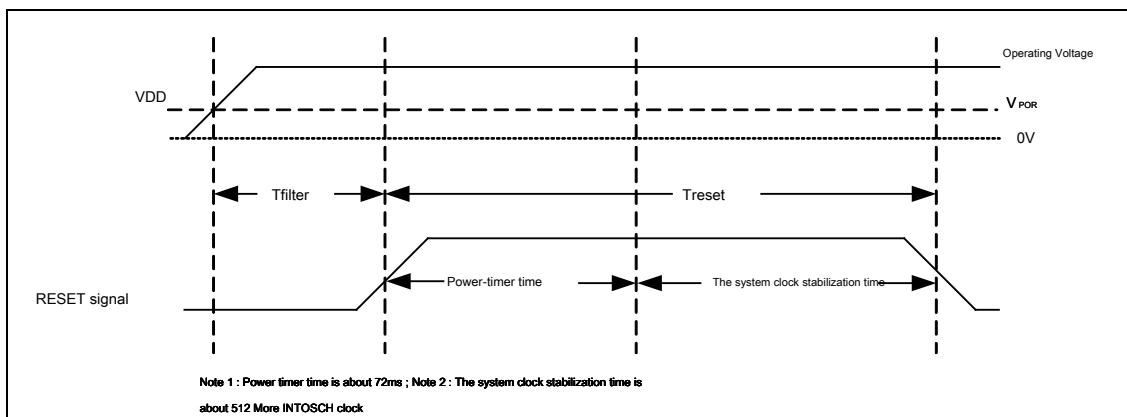 Operating Voltage
VDD
VPOR
0V
Tfilter
Treset
Power-timer time
The system clock stabilization time
RESET signal
Note 1 : Power timer time is about 72ms ; Note 2 : The system clock stabilization time is
about 512 More INTOSCH clock